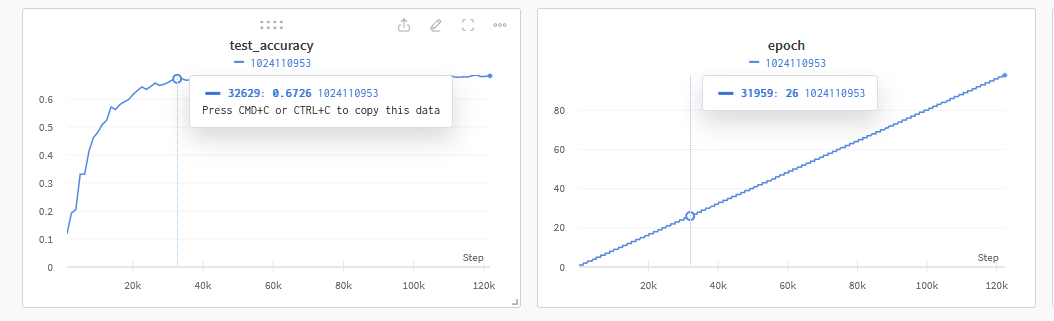 test_accuracy
1024110953
32629: 0.6726 1024110953
Press CMD+C or CTRL+C to copy this data
0.6
0.5
0.4
0.3
0.2
0.1
0
Step
20k 40k 60k 80k 100k 120k
epoch
1024110953
31959: 26 1024110953
80
60
40
20
0
Step
20k 40k 60k 80k 100k 120k